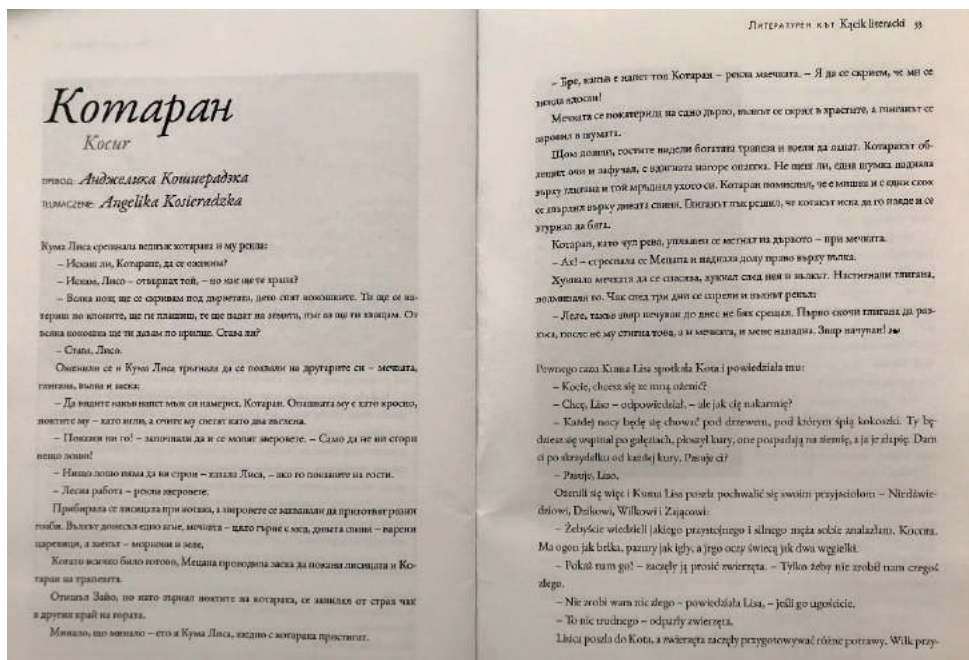 Котаран
Kocur
превод: Анджелика Кошерадзка
TŁUMACZENIE: Angelika Kosieradzka
Кума Лиса срещнала веднъж котарака и му рекла:
– Искаш ли, Котаране, да се оженим?
– Искам, Лисо – отвърнал той, – но как ще те храня?
– Всяка нощ ще се скривам под дърветата, дето спят кокошките. Ти ще се ка-
териш по клоните, ще ги плашиш, те ще падат на земята, пък аз ще ги хващам. От
всяка кокошка ще ти давам по крилце. Става ли?
– Става, Лисо.
Оженили се и Кума Лиса тръгнала да се похвали на другарите си – мечката,
глигана, вълка и заека:
– Да видите какъв напет мъж си намерих. Котаран. Опашката му е като кросно,
ноктите му – като игли, а очите му светят като два въглена.
– Покажи ни го! – започнали да ѝ се молят зверовете. – Само да не ни стори
нещо лошо!
– Нищо лошо няма да ви стори – казала Лиса, – ако го поканите на гости.
– Лесна работа – рекли зверовете.
Прибрала се лисицата при котака, а зверовете се захванали да приготвят разни
гозби. Вълкът донесъл едно агне, мечката – цяло гърне с мед, дивата свиня – варени
царевици, а заекът – моркови и зеле.
Когато всичко било готово, Мецана проводила заека да покани лисицата и Ко-
таран на трапезата.
Отишъл Зайо, но като зърнал ноктите на котарака, се запилял от страх чак
в другия край на гората.
Минало, що минало – ето я Кума Лиса, заедно с котарака пристигат.
ЛИТЕРАТУРЕН КЪТ Kącik literacki 53
– Бре, какъв е напет тоя Котаран – рекла мечката. – Я да се скрием, че ми се
вижда ядосан!
Мечката се покатерила на едно дърво, вълкът се скрил в храстите, а глиганът се
заровил в шумата.
Щом дошли, гостите видели богатата трапеза и взели да лапат. Котаракът об-
лещил очи и зафучал, с вдигната нагоре опашка. Не щеш ли, една шумка паднала
върху глигана и той мръднал ухото си. Котаран помислил, че е мишка и с един скок
се хвърлил върху дивата свиня. Глиганът пък решил, че котакът иска да го изяде и се
втурнал да бяга.
Котаран, като чул рева, уплашен се метнал на дървото – при мечката.
– Ах! – стреснала се Мецана и паднала долу право върху вълка.
Хукнала мечката да се спасява, хукнал след нея и вълкът. Настигнали глигана,
подминали го. Чак след три дни се спрели и вълкът рекъл:
– Леле, такъв звяр нечуван до днес не бях срещал. Първо скочи глигана да раз-
къса, после не му стигна това, а и мечката, и мене нападна. Звяр нечуван!
Pewnego razu Kuma Lisa spotkała Kota i powiedziała mu:
– Kocie, chcesz się ze mną ożenić?
– Chcę, Liso – odpowiedział, – ale jak cię nakarmię?
– Każdej nocy będę się chować pod drzewem, pod którym śpią kokoszki. Ty bę-
dziesz się wspinał po gałęziach, płoszył kury, one pospadają na ziemię, a ja je złapię. Dam
ci po skrzydełku od każdej kury. Pasuje ci?
– Pasuje, Liso.
Ożenili się więc i Kuma Lisa poszła pochwalić się swoim przyjaciołom – Niedźwie-
dziowi, Dzikowi, Wilkowi i Zającowi:
– Żebyście wiedzieli jakiego przystojnego i silnego męża sobie znalazłam. Kocura.
Ma ogon jak belka, pazury jak igły, a jego oczy świecą jak dwa węgielki.
– Pokaż nam go! – zaczęły ją prosić zwierzęta. – Tylko żeby nie zrobił nam czegoś
złego.
– Nie zrobi wam nic złego – powiedziała Lisa, – jeśli go ugościcie.
– To nic trudnego – odparły zwierzęta.
Lisica poszła do Kota, a zwierzęta zaczęły przygotowywać różne potrawy. Wilk przy-